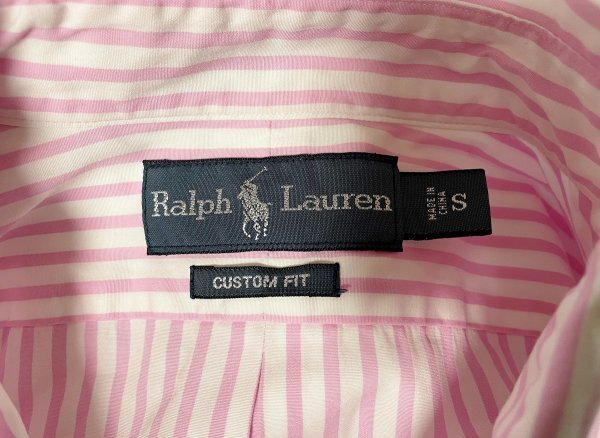 Ralph Lauren
MADE IN
CHINA
S
CUSTOM FIT